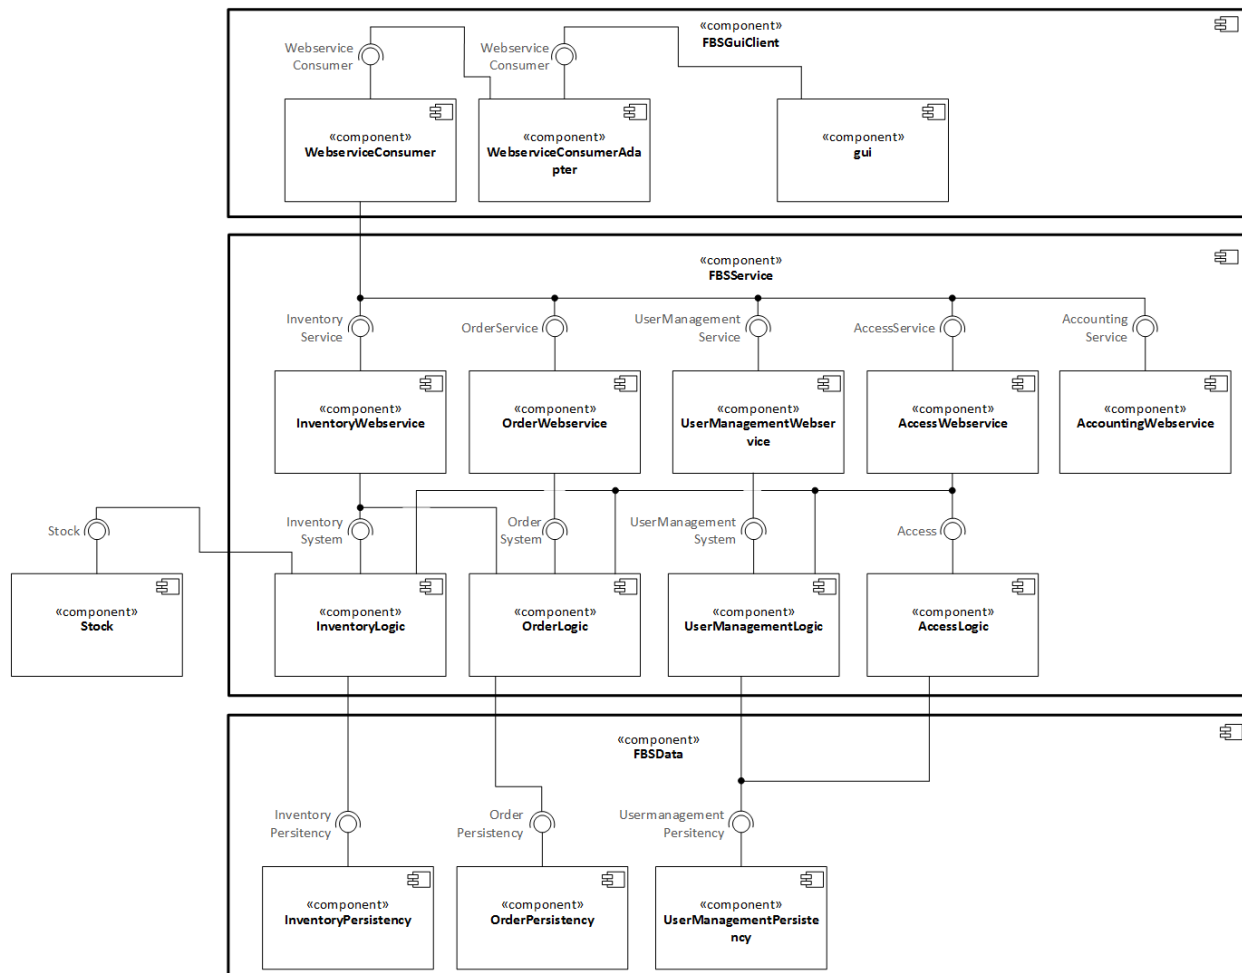 «component»
FBSGuiClient
Webservice
Consumer
Webservice
Consumer
«component»
WebserviceConsumer
«component»
WebserviceConsumerAda
pter
«component»
gui
«component»
FBSService
Inventory
Service
OrderService
UserManagement
Service
AccessService
Accounting
Service
«component»
InventoryWebservice
«component»
OrderWebservice
«component»
UserManagementWebser
vice
«component»
AccessWebservice
«component»
AccountingWebservice
Stock
Inventory
System
Order
System
UserManagement
System
Access
«component»
Stock
«component»
InventoryLogic
«component»
OrderLogic
«component»
UserManagementLogic
«component»
AccessLogic
«component»
FBSData
Inventory
Persitency
Order
Persistency
Usermanagement
Persitency
«component»
InventoryPersistency
«component»
OrderPersistency
«component»
UserManagementPersiste
ncy